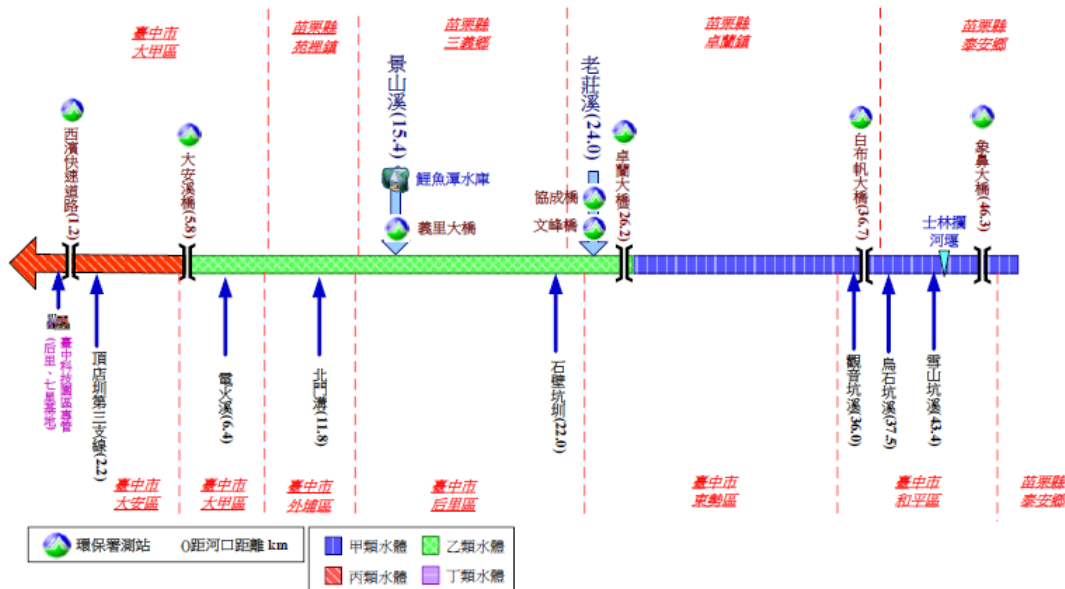 臺中市
大甲區
苗栗縣
苑裡鎮
苗栗縣
三義鄉
苗栗縣
卓蘭鎮
苗栗縣
泰安鄉
西濱快速道路(1.2)
大安溪橋(5.8)
景山溪(15.4)
鯉魚潭水庫
義里大橋
老莊溪(24.0)
協成橋
文峰橋
卓蘭大橋(26.2)
白布帆大橋(36.7)
士林攔
河堰
象鼻大橋(46.3)
臺中科技園區專管
(后里、七星基地)
頂店圳第三支線(2.2)
電火溪(6.4)
北門溝(11.8)
石壁坑圳(22.0)
觀音坑溪(36.0)
烏石坑溪(37.5)
雪山坑溪(43.4)
臺中市
大安區
臺中市
大甲區
臺中市
外埔區
臺中市
后里區
臺中市
東勢區
臺中市
和平區
苗栗縣
泰安鄉
環保署測站 ()距河口距離 km
甲類水體 乙類水體
丙類水體 丁類水體